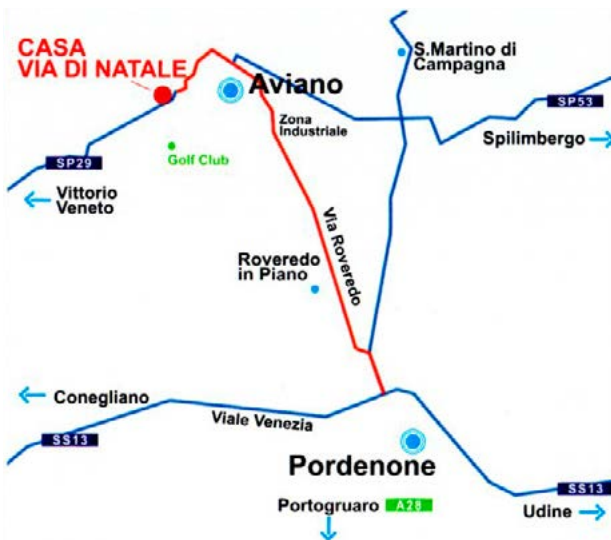 CASA
VIA DI NATALE
S.Martino di
Campagna
Aviano
SP53
Zona
Industriale
Spilimbergo
Golf Club
SP29
Vittorio
Veneto
Via Roveredo
Roveredo
in Piano
Conegliano
Viale Venezia
SS13
Pordenone
SS13
Portogruaro A28
Udine